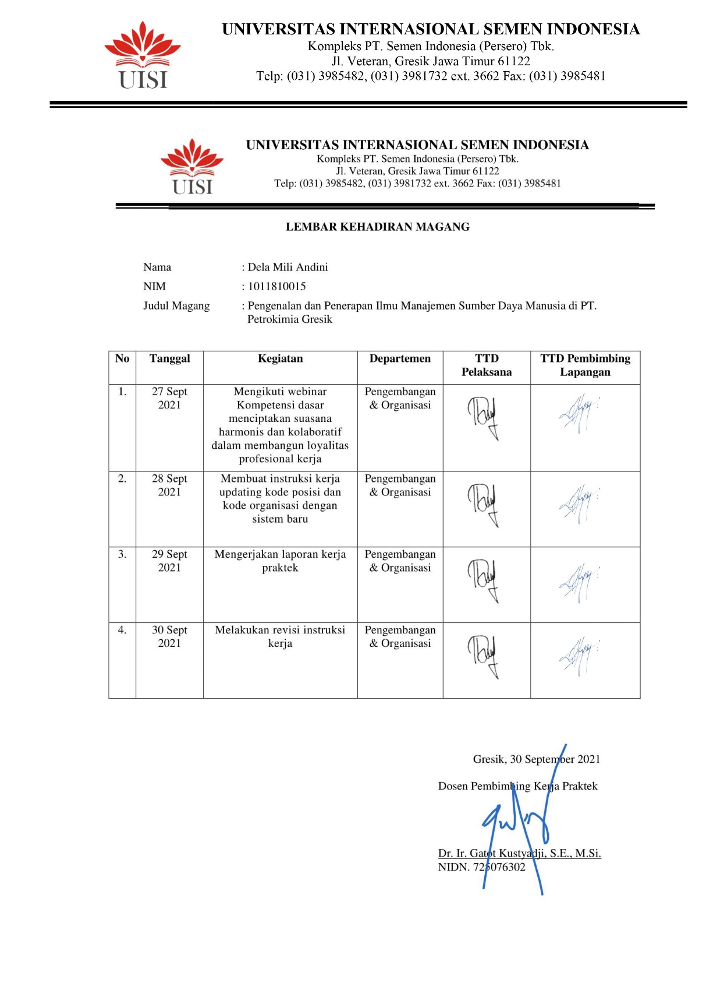 UNIVERSITAS INTERNASIONAL SEMEN INDONESIA
Kompleks PT. Semen Indonesia (Persero) Tbk.
Jl. Veteran, Gresik Jawa Timur 61122
Telp: (031) 3985482, (031) 3981732 ext. 3662 Fax: (031) 3985481
UISI
UNIVERSITAS INTERNASIONAL SEMEN INDONESIA
Kompleks PT. Semen Indonesia (Persero) Tbk.
Jl. Veteran, Gresik Jawa Timur 61122
Telp: (031) 3985482, (031) 3981732 ext. 3662 Fax: (031) 3985481
UISI
LEMBAR KEHADIRAN MAGANG
Nama : Dela Mili Andini
NIM : 1011810015
Judul Magang : Pengenalan dan Penerapan Ilmu Manajemen Sumber Daya Manusia di PT.
Petrokimia Gresik
No Tanggal Kegiatan Departemen TTD TTD Pembimbing
Pelaksana Lapangan
1. 27 Sept Mengikuti webinar Pengembangan
2021 Kompetensi dasar & Organisasi
menciptakan suasana
harmonis dan kolaboratif
dalam membangun loyalitas
profesional kerja
2. 28 Sept Membuat instruksi kerja Pengembangan
2021 updating kode posisi dan & Organisasi
kode organisasi dengan
sistem baru
3. 29 Sept Mengerjakan laporan kerja Pengembangan
2021 praktek & Organisasi
4. 30 Sept Melakukan revisi instruksi Pengembangan
2021 kerja & Organisasi
Gresik, 30 September 2021
Dosen Pembimbing Kerja Praktek
Dr. Ir. Gatot Kustyadji, S.E., M.Si.
NIDN. 725076302